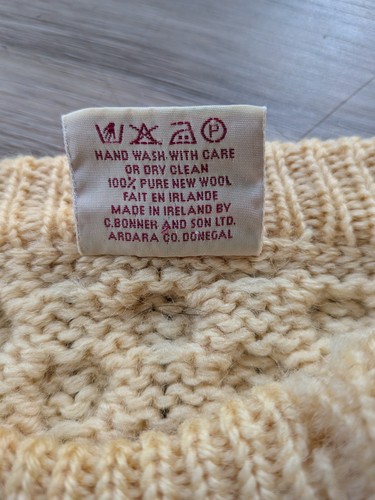 P
HAND WASH WITH CARE
OR DRY CLEAN
100% PURE NEW WOOL
FAIT EN IRLANDE
MADE IN IRELAND BY
C.BONNER AND SON LTD.
ARDARA CO. DONEGAL